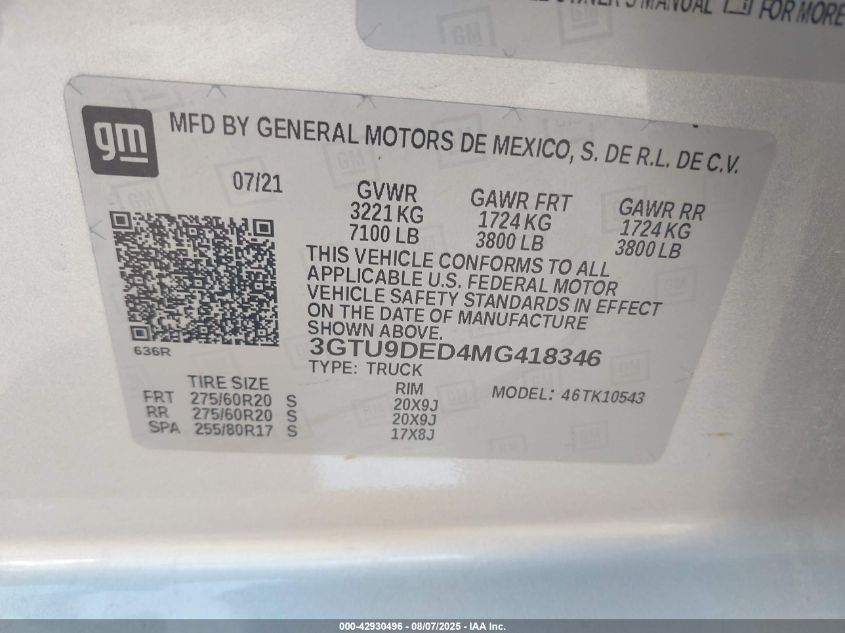 OWNER'S MANUAL FOR MORE
gm
MFD BY GENERAL MOTORS DE MEXICO, S. DE R.L. DE C.V.
07/21
GVWR
3221 KG
7100 LB
GAWR FRT
1724 KG
3800 LB
GAWR RR
1724 KG
3800 LB
THIS VEHICLE CONFORMS TO ALL
APPLICABLE U.S. FEDERAL MOTOR
VEHICLE SAFETY STANDARDS IN EFFECT
ON THE DATE OF MANUFACTURE
SHOWN ABOVE.
636R
3GTU9DED4MG418346
TYPE: TRUCK
TIRE SIZE
RIM
MODEL: 46TK10543
FRT 275/60R20 S 20X9J
RR 275/60R20 S 20X9J
SPA 255/80R17 S 17X8J
000-42930496 - 08/07/2025 - IAA Inc.